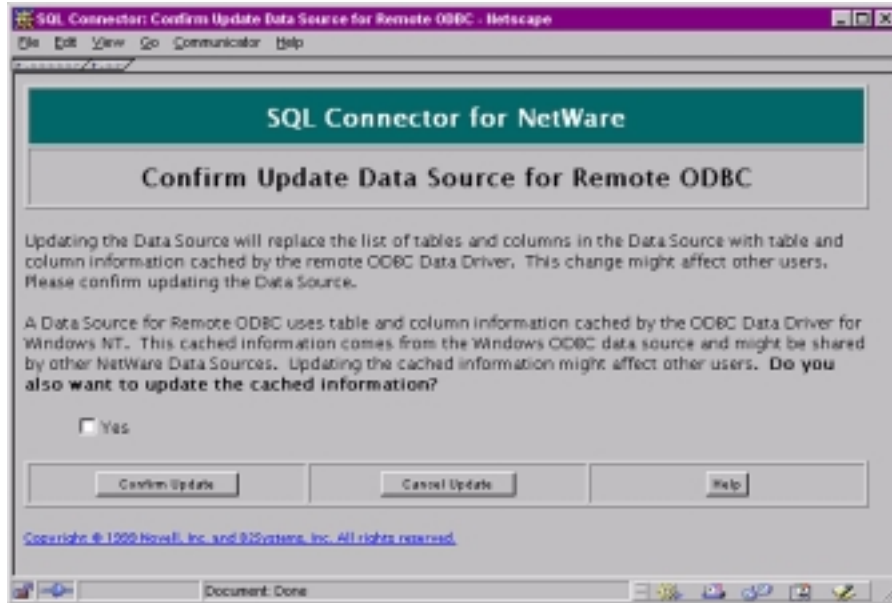 SQL Connector: Confirm Update Data Source for Remote ODBC - Netscape
File Edit View Go Communicator Help
SQL Connector for NetWare
Confirm Update Data Source for Remote ODBC
Updating the Data Source will replace the list of tables and columns in the Data Source with table and
column information cached by the remote ODBC Data Driver. This change might affect other users.
Please confirm updating the Data Source.
A Data Source for Remote ODBC uses table and column information cached by the ODBC Data Driver for
Windows NT. This cached information comes from the Windows ODBC data source and might be shared
by other NetWare Data Sources. Updating the cached information might affect other users. Do you
also want to update the cached information?
Yes
Confirm Update Cancel Update Help
Copyright © 1999 Novell, Inc. and B2Systems, Inc. All rights reserved.
Document: Done